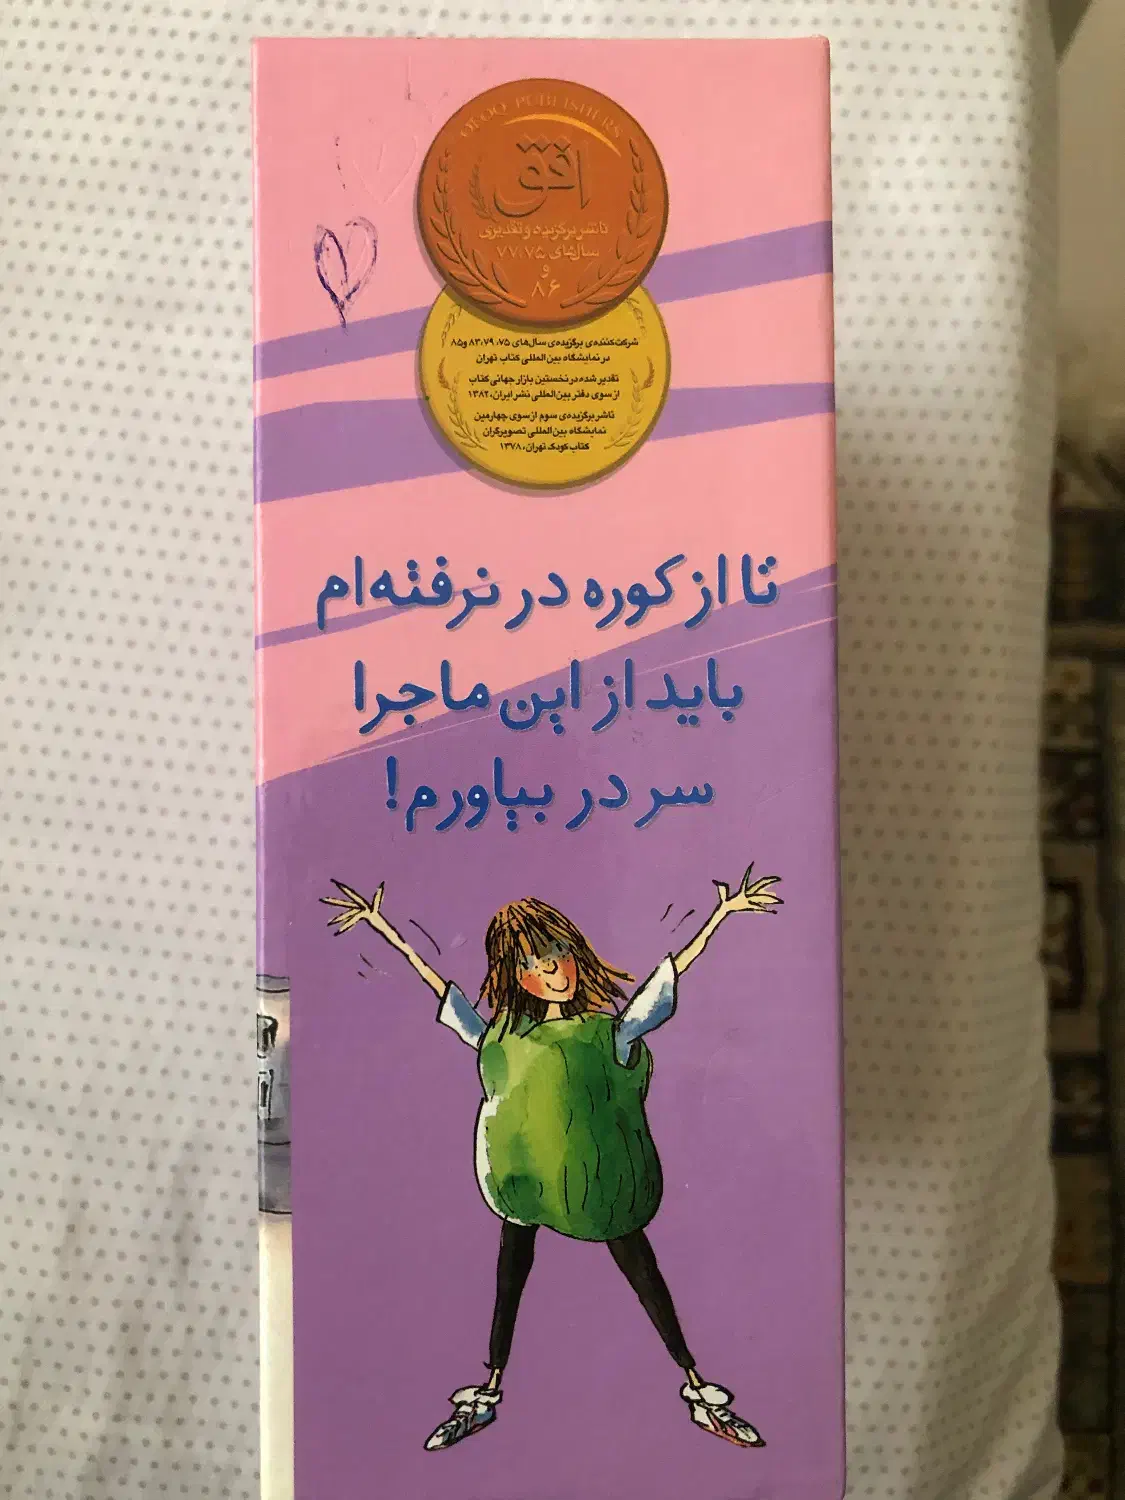 OFOQ PUBLISHERS
افق
ناشر برگزیده و تقدیری
سال‌های ۷۷،۷۵
و
۸۶
شرکت‌کننده‌ی برگزیده‌ی سال‌های ۷۵، ۸۳،۷۹ و ۸۵
در نمایشگاه بین‌المللی کتاب تهران
تقدیر شده در نخستین بازار جهانی کتاب
از سوی دفتر بین‌المللی نشر ایران، ۱۳۸۲
ناشر برگزیده‌ی سوم از سوی چهارمین
نمایشگاه بین‌المللی تصویرگران
کتاب کودک تهران، ۱۳۷۸
تا از کوره در نرفته‌ام
باید از این ماجرا
سر در بیاورم!